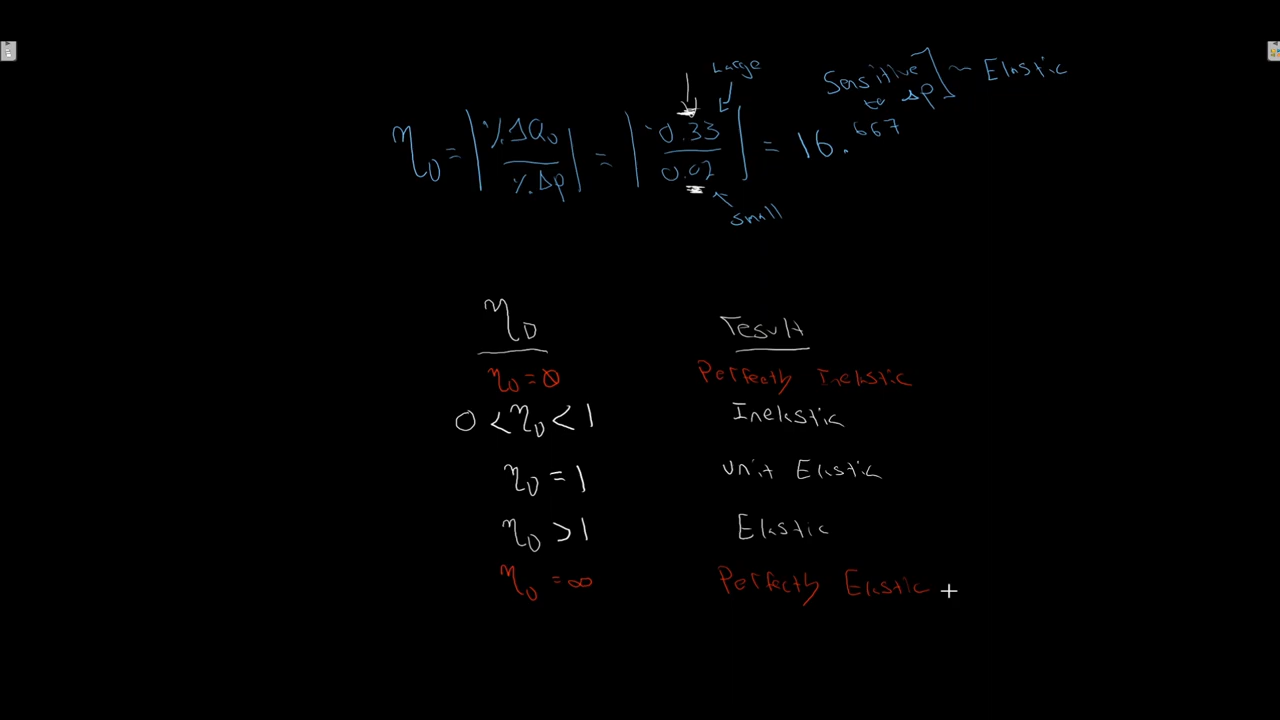 Large
Sensitive to Δp ~ Elastic
η_D = |%ΔQ_D / %Δp| = |-0.33 / 0.02| = 16.667
Small
η_D result
η_D = 0 Perfectly Inelastic
0 < η_D < 1 Inelastic
η_D = 1 unit Elastic
η_D > 1 Elastic
η_D = ∞ Perfectly Elastic